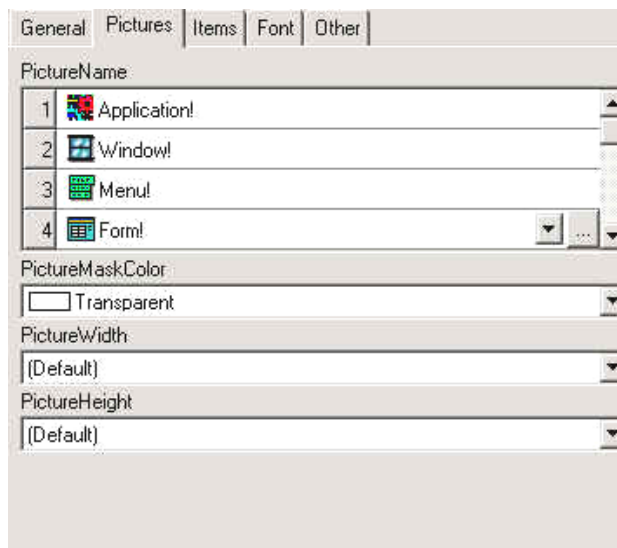 General Pictures Items Font Other
PictureName
1 Application!
2 Window!
3 Menu!
4 Form! ...
PictureMaskColor
Transparent
PictureWidth
(Default)
PictureHeight
(Default)